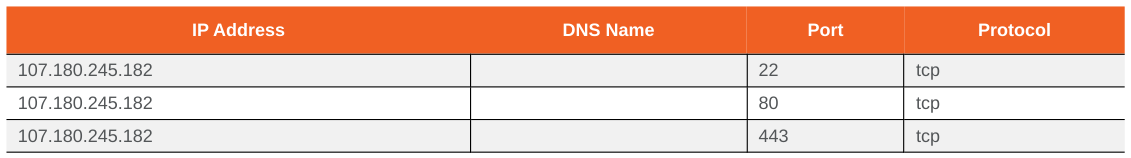 IP Address DNS Name Port Protocol
107.180.245.182 22 tcp
107.180.245.182 80 tcp
107.180.245.182 443 tcp